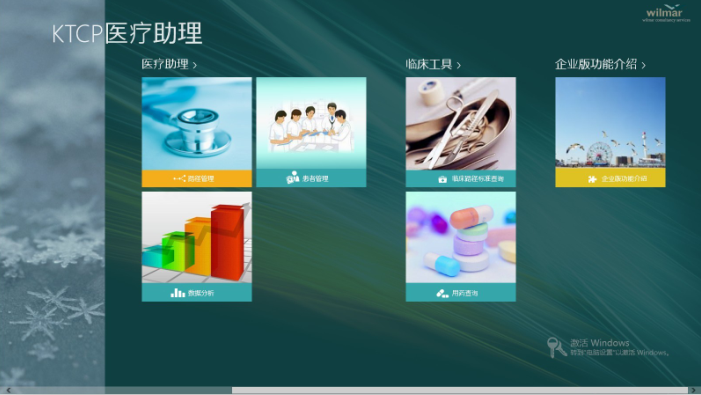 wilmar
KTCP医疗助理
医疗助理 >
临床工具 >
企业版功能介绍 >
路径管理
患者管理
临床路径标准查询
企业版功能介绍
数据分析
用药查询
激活 Windows
转到"电脑设置"以激活 Windows。